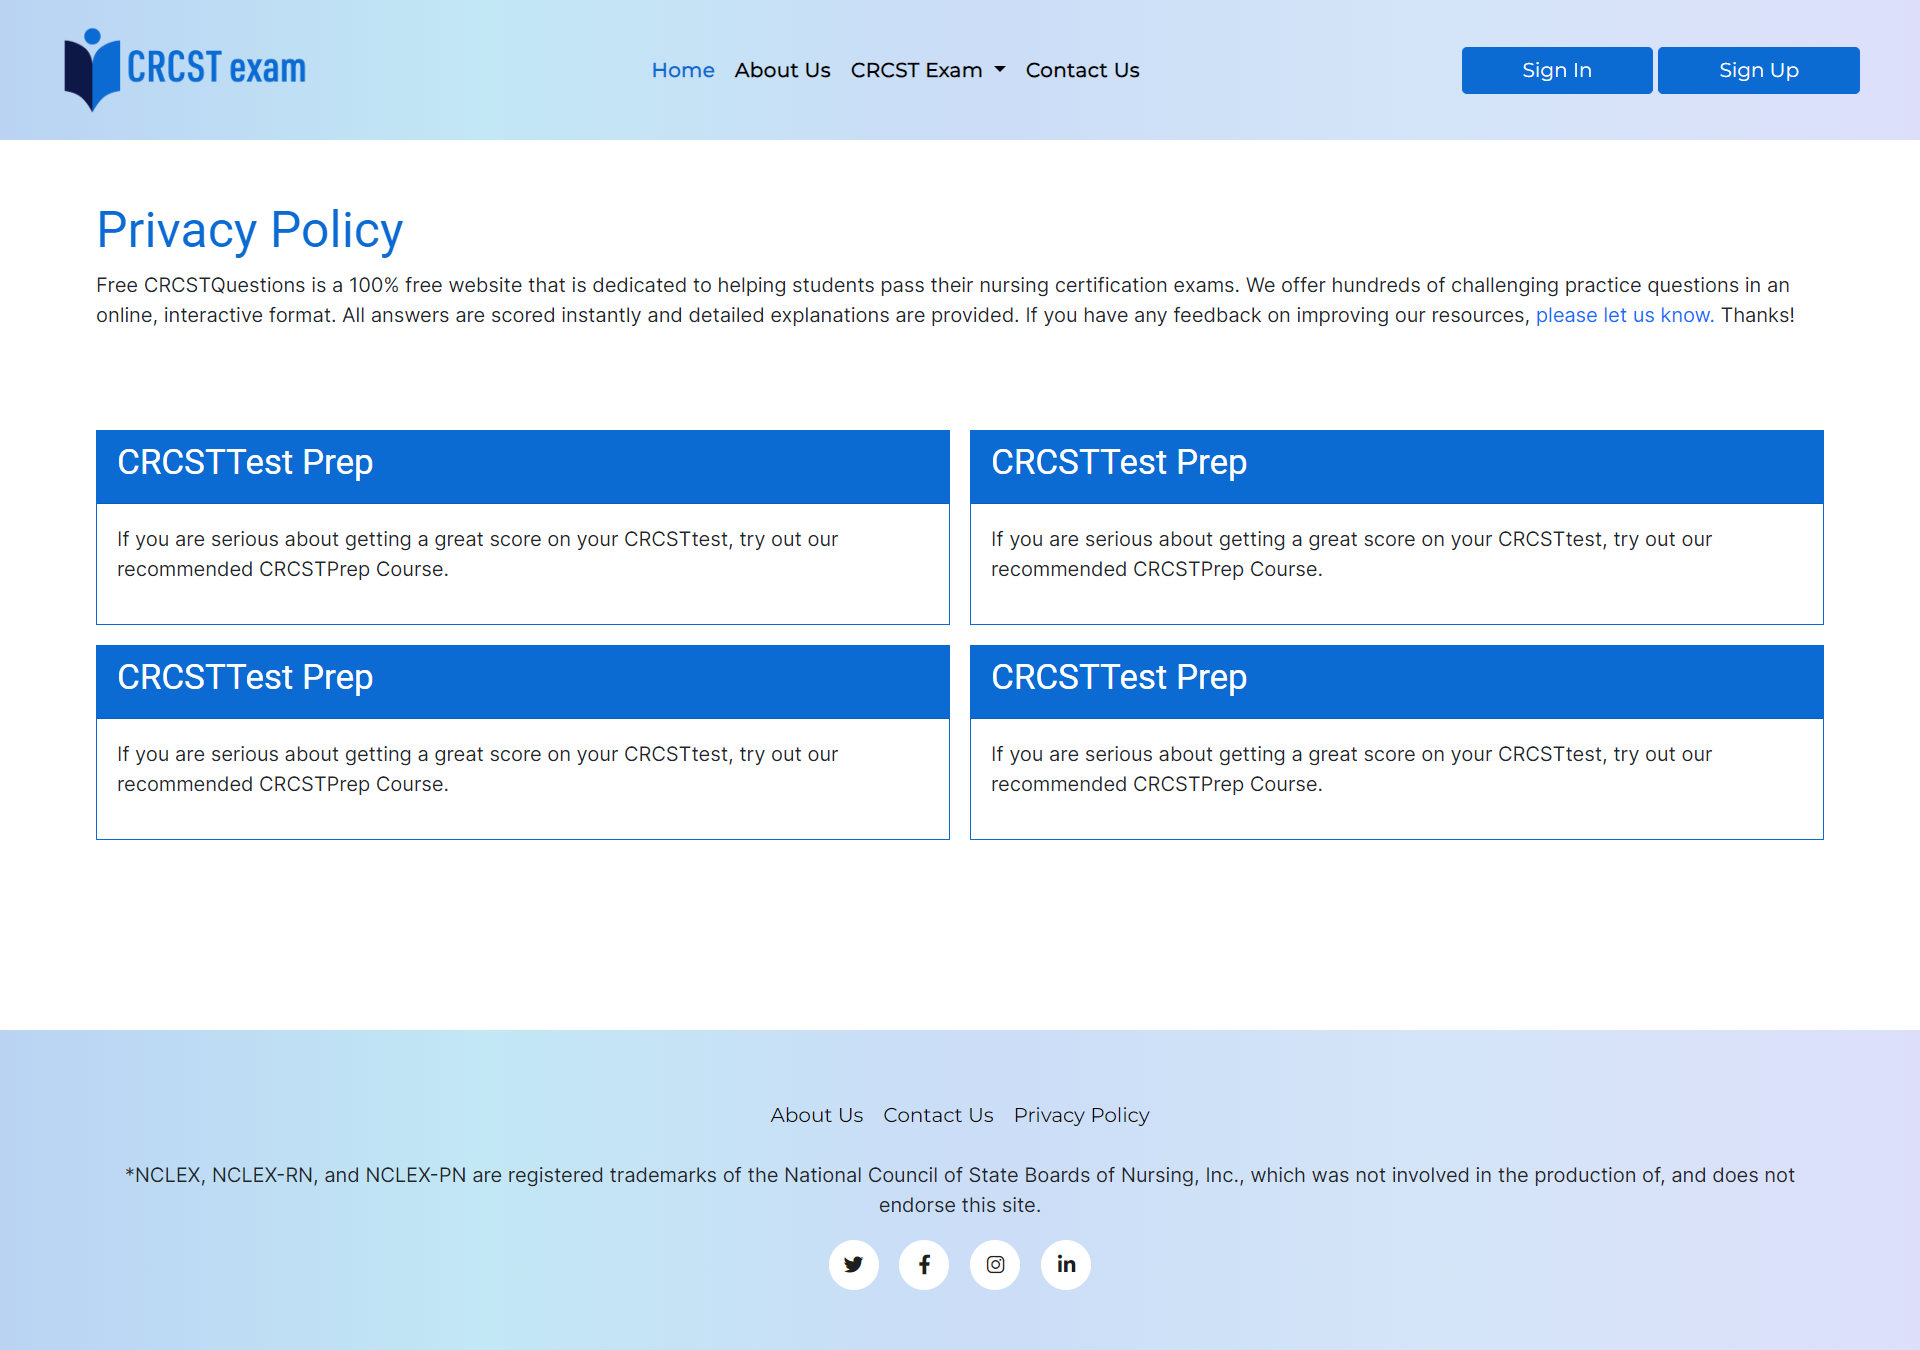 CRCST exam
Home About Us CRCST Exam Contact Us
Sign In Sign Up
Privacy Policy
Free CRCSTQuestions is a 100% free website that is dedicated to helping students pass their nursing certification exams. We offer hundreds of challenging practice questions in an
online, interactive format. All answers are scored instantly and detailed explanations are provided. If you have any feedback on improving our resources, please let us know. Thanks!
CRCSTTest Prep
If you are serious about getting a great score on your CRCSTtest, try out our
recommended CRCSTPrep Course.
CRCSTTest Prep
If you are serious about getting a great score on your CRCSTtest, try out our
recommended CRCSTPrep Course.
CRCSTTest Prep
If you are serious about getting a great score on your CRCSTtest, try out our
recommended CRCSTPrep Course.
CRCSTTest Prep
If you are serious about getting a great score on your CRCSTtest, try out our
recommended CRCSTPrep Course.
About Us Contact Us Privacy Policy
*NCLEX, NCLEX-RN, and NCLEX-PN are registered trademarks of the National Council of State Boards of Nursing, Inc., which was not involved in the production of, and does not
endorse this site.